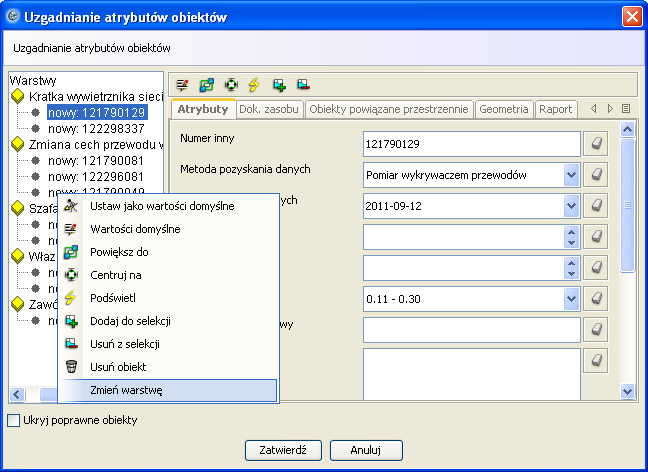 Uzgadnianie atrybutów obiektów
Uzgadnianie atrybutów obiektów
Warstwy
Kratka wywietrznika sieci
nowy: 121790129
nowy: 122298337
Zmiana cech przewodu w
nowy: 121790081
nowy: 122296081
nowy: 121790049
Szafa
Właz
Zawó
Ustaw jako wartości domyślne
Wartości domyślne
Powiększ do
Centruj na
Podświetl
Dodaj do selekcji
Usuń z selekcji
Usuń obiekt
Zmień warstwę
Atrybuty Dok. zasobu Obiekty powiązane przestrzennie Geometria Raport
Numer inny 121790129
Metoda pozyskania danych Pomiar wykrywaczem przewodów
2011-09-12
0.11 - 0.30
Ukryj poprawne obiekty
Zatwierdź Anuluj